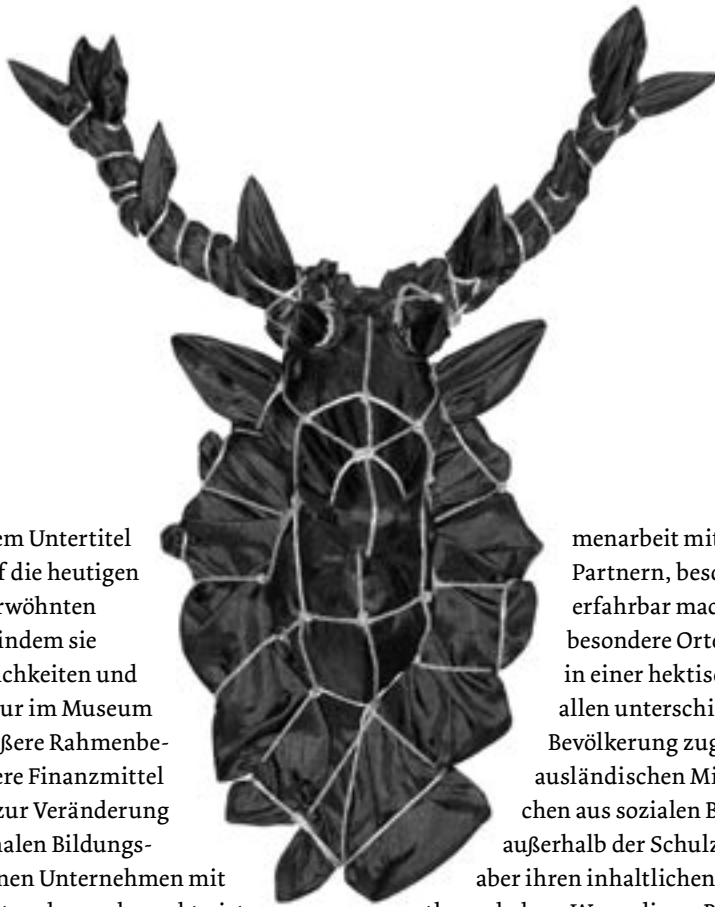 em Untertitel
f die heutigen
rwöhnten
indem sie
ichkeiten und
ur im Museum
ßere Rahmenbe-
ere Finanzmittel
zur Veränderung
nalen Bildungs-
nen Unternehmen mit
menarbeit mit
Partnern, beso
erfahrbar mac
besondere Orte
in einer hektisc
allen unterschi
Bevölkerung zug
ausländischen Mi
chen aus sozialen B
außerhalb der Schulz
aber ihren inhaltlichen